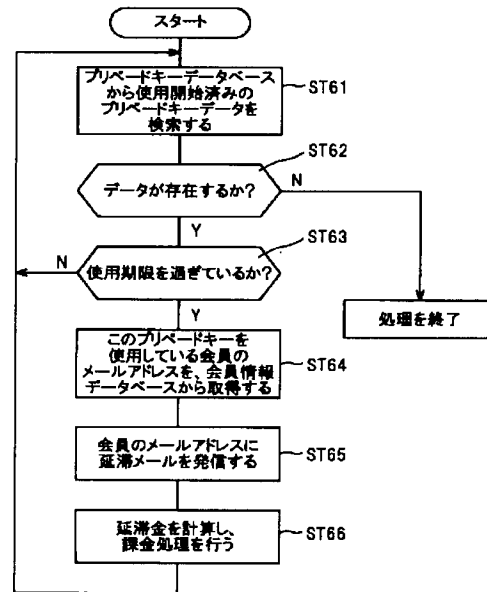 スタート
プリペードキーデータベース
から使用開始済みの
プリペードキーデータを
検索する
ST61
ST62
データが存在するか?
N
Y
ST63
N
使用期限を過ぎているか?
Y
処理を終了
このプリペードキーを
使用している会員の
メールアドレスを、会員情報
データベースから取得する
ST64
会員のメールアドレスに
延滞メールを発信する
ST65
延滞金を計算し、
課金処理を行う
ST66